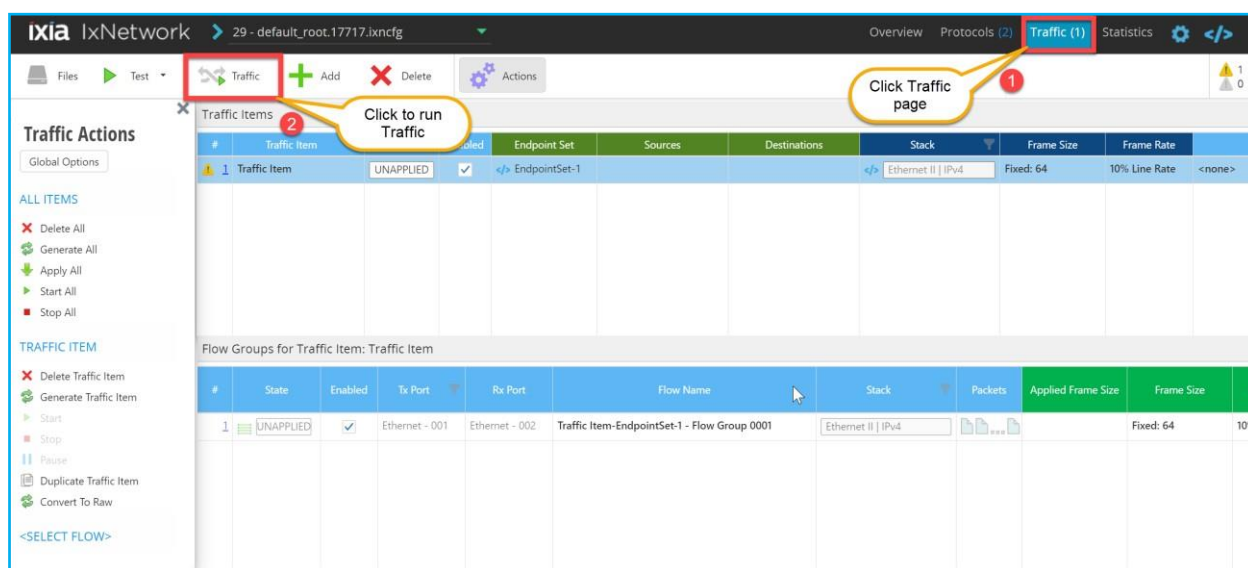 ixia IxNetwork 29 - default_root.17717.ixncfg Overview Protocols (2) Traffic (1) Statistics </>
Files Test Traffic Add Delete Actions 1
0
Click Traffic
page
1
2
Click to run
Traffic
Traffic Actions
Global Options
ALL ITEMS
Delete All
Generate All
Apply All
Start All
Stop All
TRAFFIC ITEM
Delete Traffic Item
Generate Traffic Item
Start
Stop
Pause
Duplicate Traffic Item
Convert To Raw
<SELECT FLOW>
Traffic Items
# Traffic Item Endpoint Set Sources Destinations Stack Frame Size Frame Rate
1 Traffic Item UNAPPLIED </> EndpointSet-1 </> Ethernet II | IPv4 Fixed: 64 10% Line Rate <none>
Flow Groups for Traffic Item: Traffic Item
# State Enabled Tx Port Rx Port Flow Name Stack Packets Applied Frame Size Frame Size
1 UNAPPLIED Ethernet - 001 Ethernet - 002 Traffic Item-EndpointSet-1 - Flow Group 0001 Ethernet II | IPv4 ... Fixed: 64